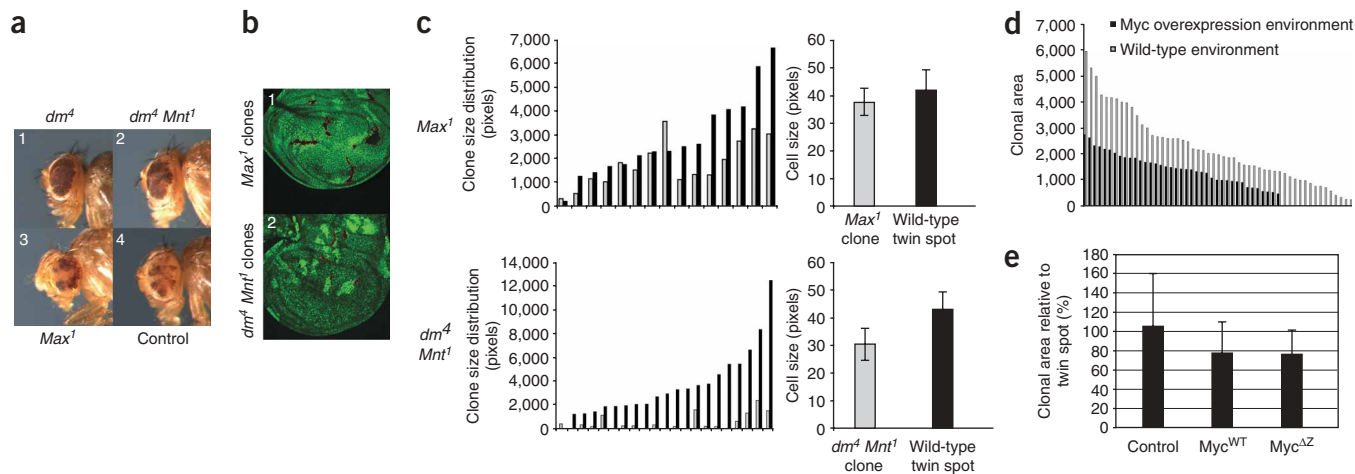 a
dm⁴
dm⁴ Mnt¹
1
2
3
4
Max¹
Control
b
Max¹ clones
1
dm⁴ Mnt¹ clones
2
c
Max¹
Clone size distribution
(pixels)
7,000
6,000
5,000
4,000
3,000
2,000
1,000
0
Cell size (pixels)
60
50
40
30
20
10
0
Max¹
clone
Wild-type
twin spot
dm⁴
Mnt¹
Clone size distribution
(pixels)
14,000
12,000
10,000
8,000
6,000
4,000
2,000
0
Cell size (pixels)
60
50
40
30
20
10
0
dm⁴ Mnt¹
clone
Wild-type
twin spot
d
Clonal area
7,000
6,000
5,000
4,000
3,000
2,000
1,000
0
Myc overexpression environment
Wild-type environment
e
Clonal area relative to
twin spot (%)
180
160
140
120
100
80
60
40
20
0
Control
Mycᵂᵀ
Myc^ΔZ